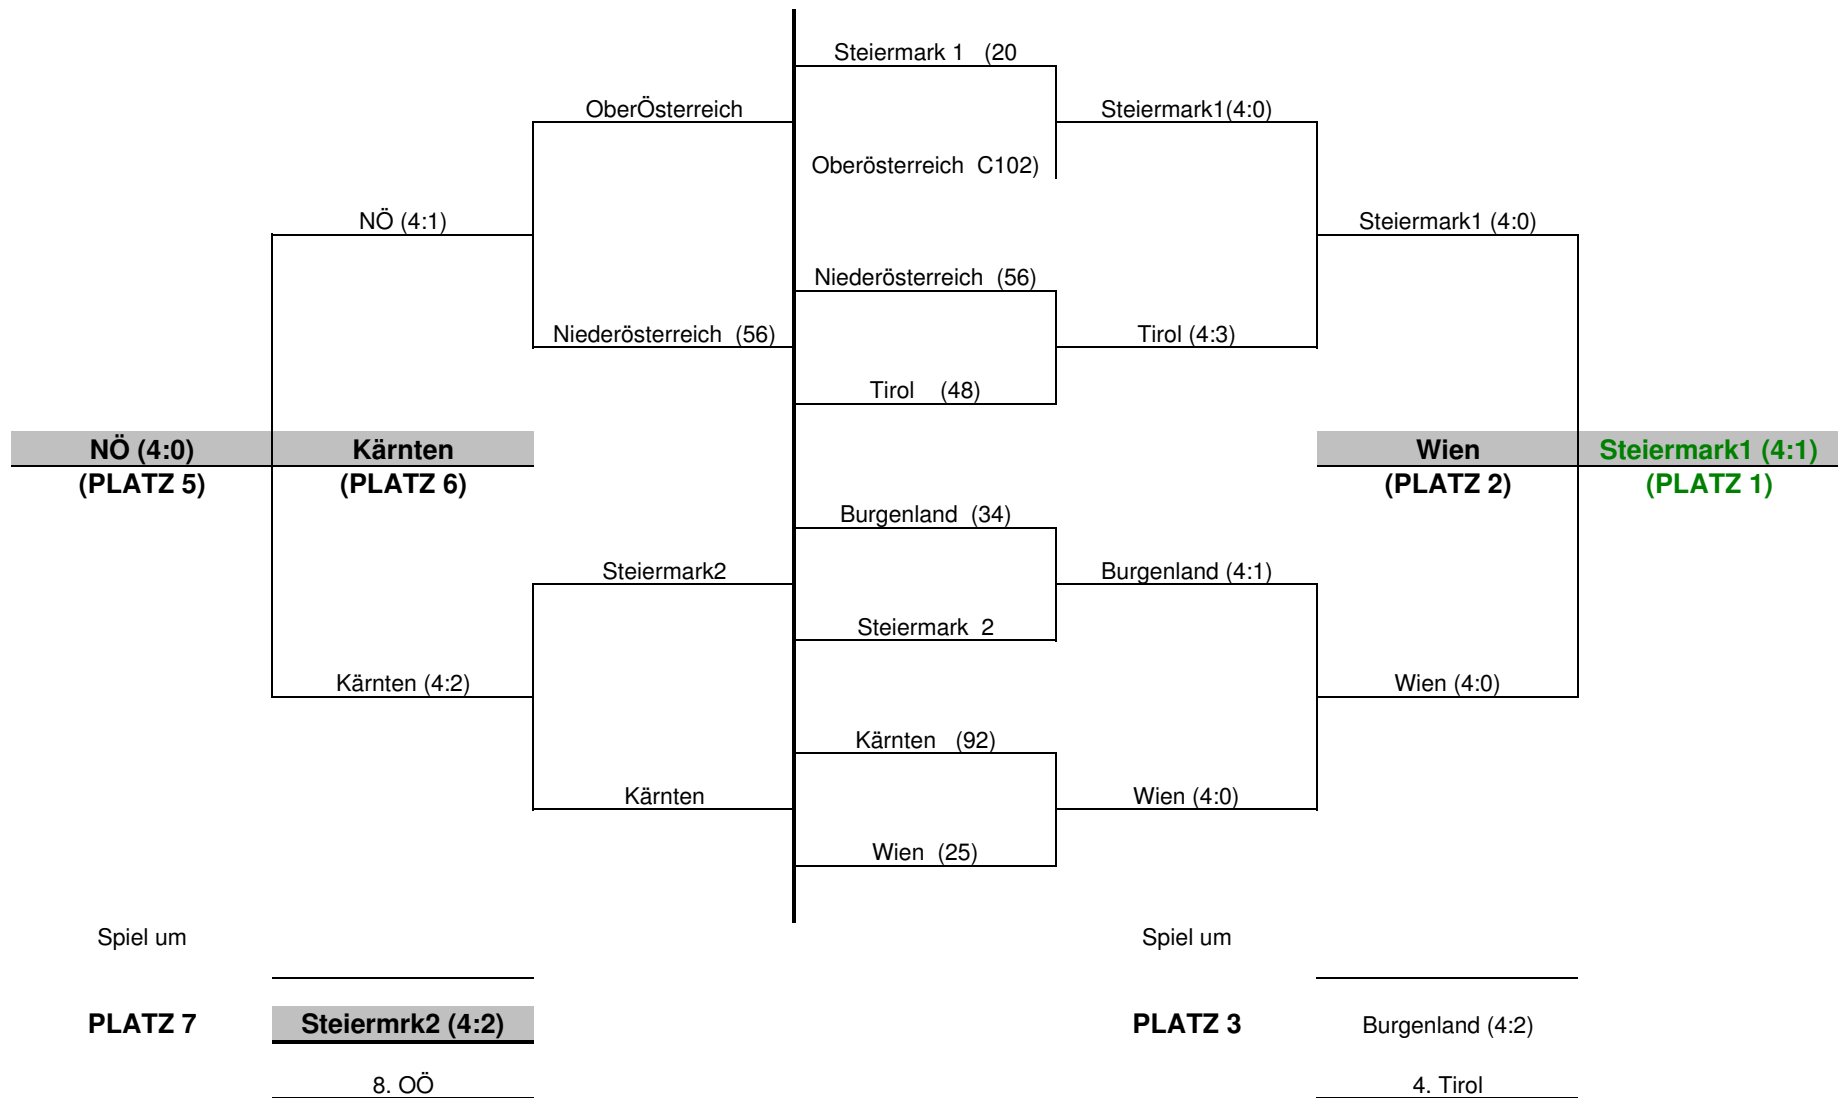 Steiermark 1 (20
OberÖsterreich
Steiermark1(4:0)
Oberösterreich C102)
NÖ (4:1)
Steiermark1 (4:0)
Niederösterreich (56)
Niederösterreich (56)
Tirol (4:3)
Tirol (48)
NÖ (4:0)
Kärnten
Wien
Steiermark1 (4:1)
(PLATZ 5)
(PLATZ 6)
(PLATZ 2)
(PLATZ 1)
Burgenland (34)
Steiermark2
Burgenland (4:1)
Steiermark 2
Kärnten (4:2)
Wien (4:0)
Kärnten (92)
Kärnten
Wien (4:0)
Wien (25)
Spiel um
Spiel um
PLATZ 7
Steiermrk2 (4:2)
PLATZ 3
Burgenland (4:2)
8. OÖ
4. Tirol